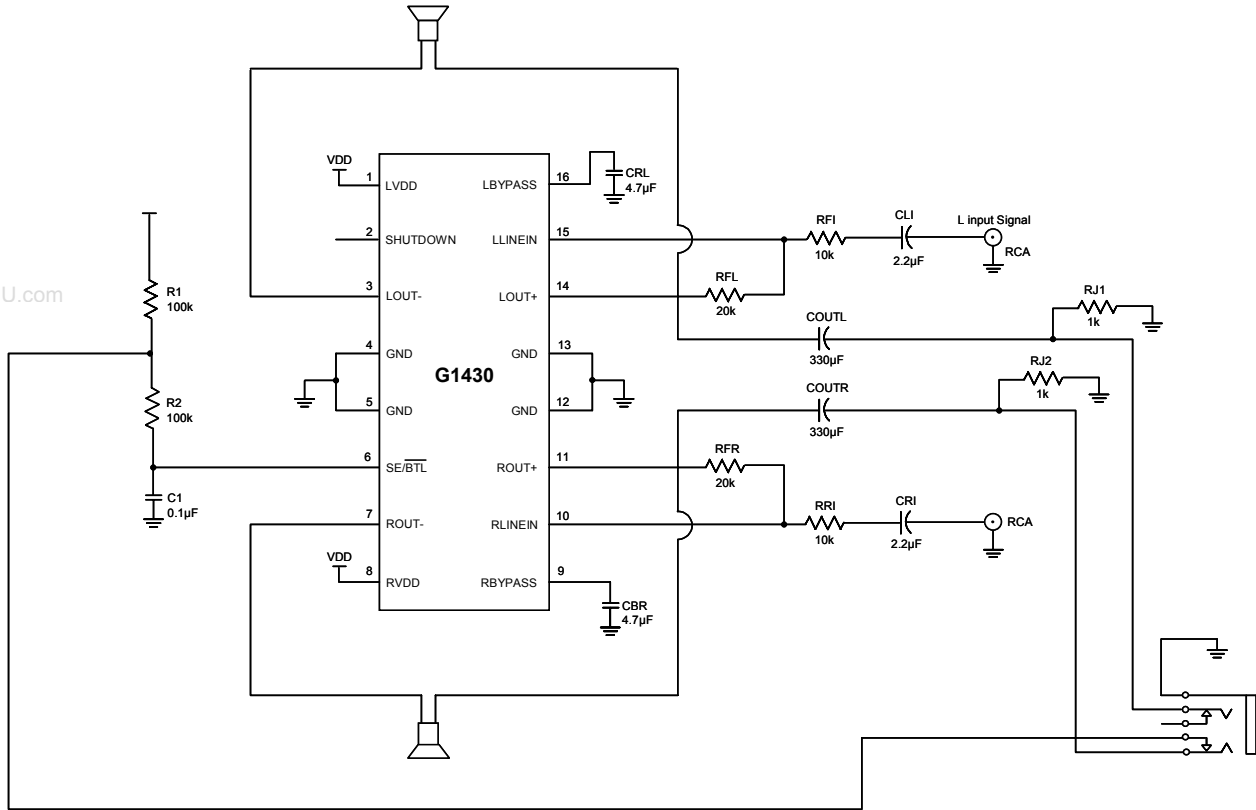 VDD
1
LVDD
LBYPASS
16
CRL
4.7µF
2
SHUTDOWN
LLINEIN
15
RFI
10k
CLI
2.2µF
L input Signal
RCA
U.com
R1
100k
3
LOUT-
LOUT+
14
RFL
20k
COUTL
330µF
RJ1
1k
4
GND
GND
13
G1430
5
GND
GND
12
COUTR
330µF
RJ2
1k
R2
100k
6
SE/BTL
ROUT+
11
RFR
20k
C1
0.1µF
7
ROUT-
RLINEIN
10
RRI
10k
CRI
2.2µF
RCA
VDD
8
RVDD
RBYPASS
9
CBR
4.7µF